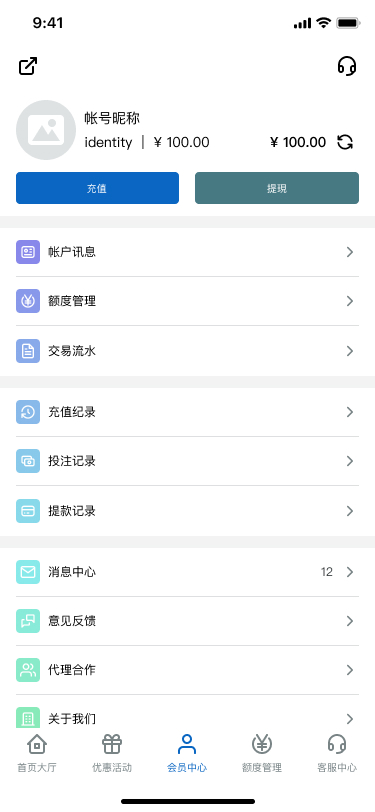 9:41
帐号昵称
identity | ¥ 100.00
¥ 100.00
充值
提现
帐户讯息
额度管理
交易流水
充值纪录
投注记录
提款记录
消息中心
12
意见反馈
代理合作
关于我们
首页大厅
优惠活动
会员中心
额度管理
客服中心